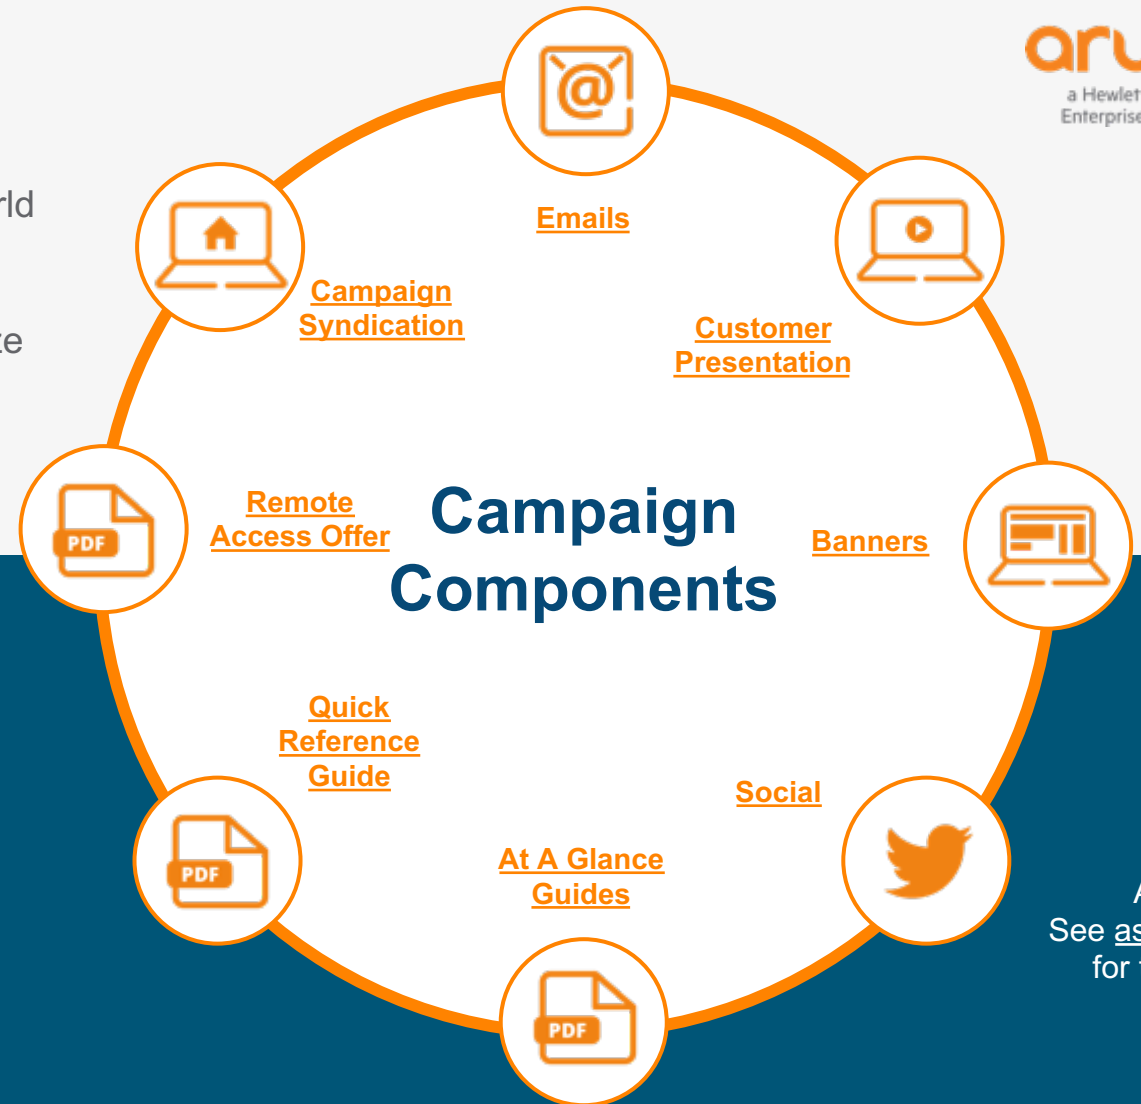 a Hewlett
Enterprise
Emails
Campaign
Syndication
Customer
Presentation
Remote
Access Offer
Campaign
Components
Banners
PDF
Quick
Reference
Guide
Social
PDF
At A Glance
Guides
See
for
PDF